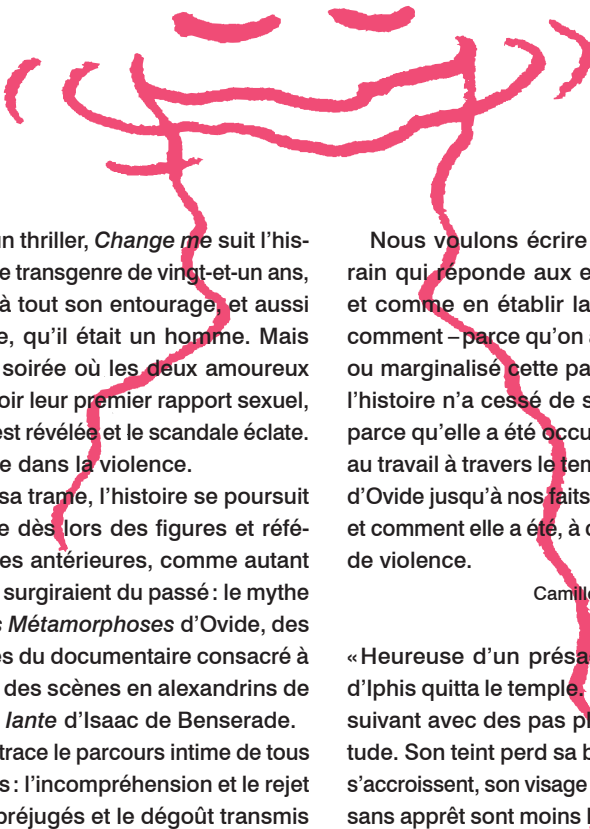 un thriller, Change me suit l'his-
e transgenre de vingt-et-un ans,
à tout son entourage, et aussi
e, qu'il était un homme. Mais
soirée où les deux amoureux
oir leur premier rapport sexuel,
est révélée et le scandale éclate.
e dans la violence.
sa trame, l'histoire se poursuit
e dès lors des figures et réfé-
es antérieures, comme autant
surgiraient du passé : le mythe
s Métamorphoses d'Ovide, des
es du documentaire consacré à
des scènes en alexandrins de
Iante d'Isaac de Benserade.
trace le parcours intime de tous
s : l'incompréhension et le rejet
préjugés et le dégoût transmis
Nous voulons écrire
rain qui réponde aux e
et comme en établir la
comment – parce qu'on a
ou marginalisé cette pa
l'histoire n'a cessé de s
parce qu'elle a été occu
au travail à travers le tem
d'Ovide jusqu'à nos faits
et comment elle a été, à c
de violence.
Camille
« Heureuse d'un présa
d'Iphis quitta le temple.
suivant avec des pas pl
tude. Son teint perd sa b
s'accroissent, son visage
sans apprêt sont moins l